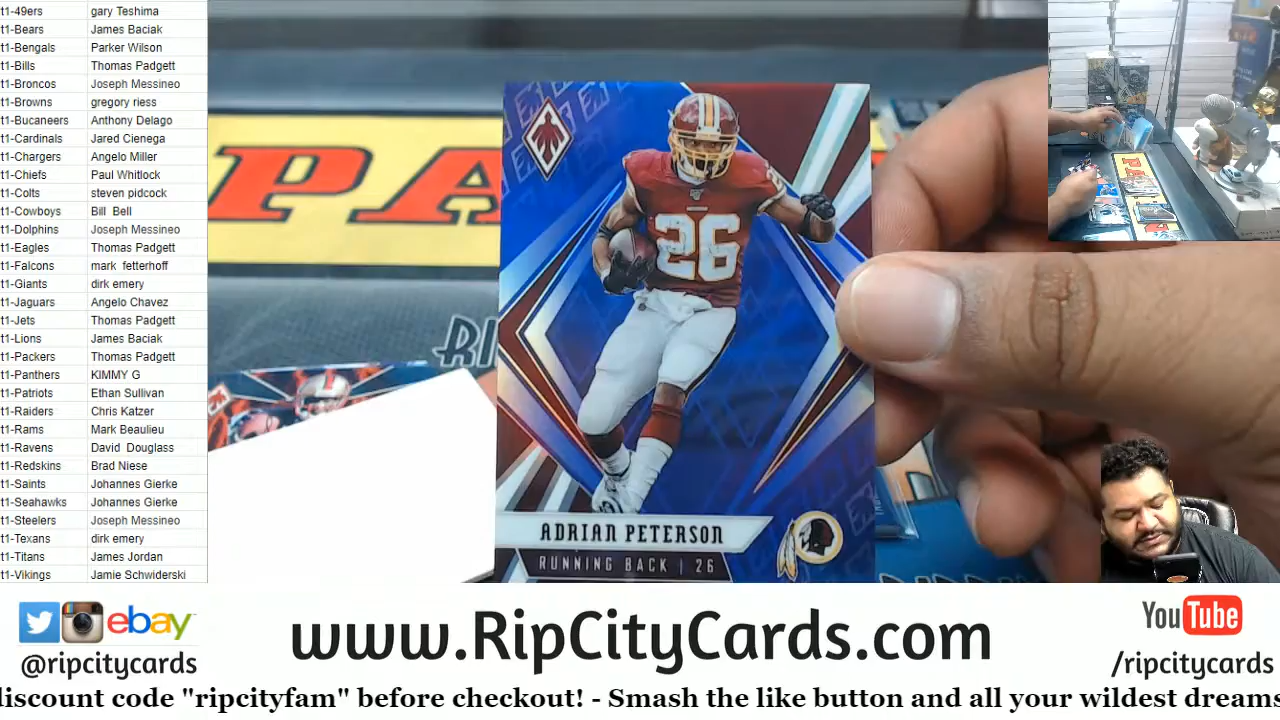 t1-49ers gary Teshima
t1-Bears James Baciak
t1-Bengals Parker Wilson
t1-Bills Thomas Padgett
t1-Broncos Joseph Messineo
t1-Browns gregory riess
t1-Bucaneers Anthony Delago
t1-Cardinals Jared Cienega
t1-Chargers Angelo Miller
t1-Chiefs Paul Whitlock
t1-Colts steven pidcock
t1-Cowboys Bill Bell
t1-Dolphins Joseph Messineo
t1-Eagles Thomas Padgett
t1-Falcons mark fetterhoff
t1-Giants dirk emery
t1-Jaguars Angelo Chavez
t1-Jets Thomas Padgett
t1-Lions James Baciak
t1-Packers Thomas Padgett
t1-Panthers KIMMY G
t1-Patriots Ethan Sullivan
t1-Raiders Chris Katzer
t1-Rams Mark Beaulieu
t1-Ravens David Douglass
t1-Redskins Brad Niese
t1-Saints Johannes Gierke
t1-Seahawks Johannes Gierke
t1-Steelers Joseph Messineo
t1-Texans dirk emery
t1-Titans James Jordan
t1-Vikings Jamie Schwiderski
PA
RI
26
ADRIAN PETERSON
RUNNING BACK | 26
ebay
@ripcitycards
www.RipCityCards.com
YouTube
/ripcitycards
discount code "ripcityfam" before checkout! - Smash the like button and all your wildest dreams